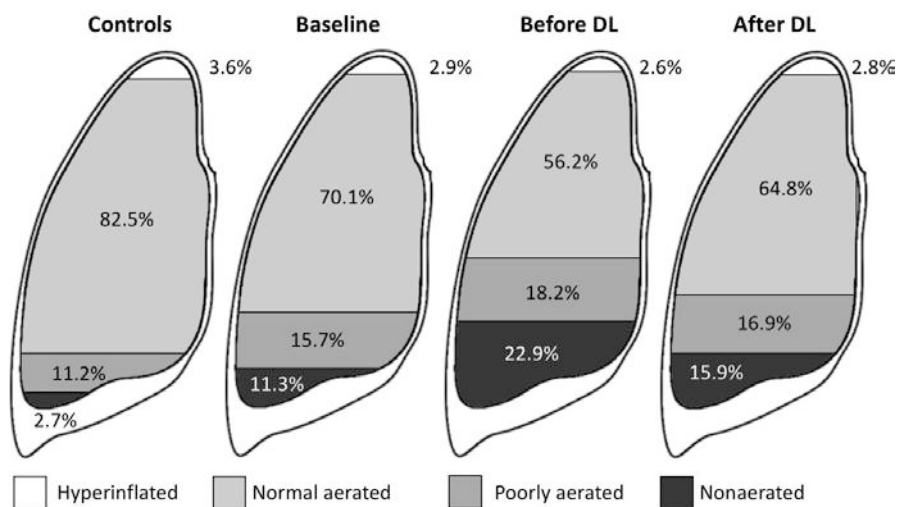 Controls Baseline Before DL After DL
3.6% 2.9% 2.6% 2.8%
82.5% 70.1% 56.2% 64.8%
11.2% 15.7% 18.2% 16.9%
2.7% 11.3% 22.9% 15.9%
Hyperinflated Normal aerated Poorly aerated Nonaerated